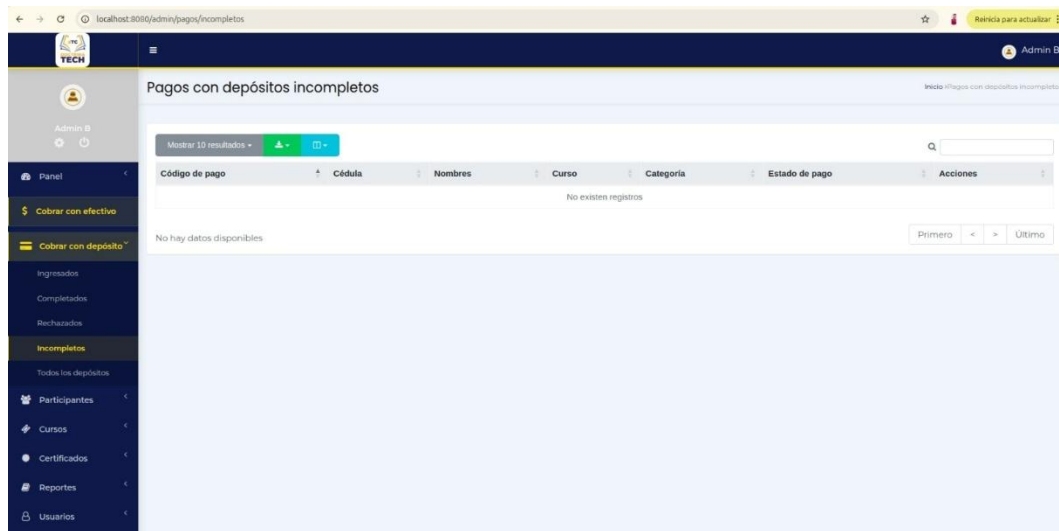 localhost:8080/admin/pagos/incompletos
Reinicia para actualizar
TECH
Admin B
Admin B
Pagos con depósitos incompletos
Inicio /Pagos con depósitos incompleto
Mostrar 10 resultados
Código de pago Cédula Nombres Curso Categoría Estado de pago Acciones
No existen registros
No hay datos disponibles
Primero < > Último
Panel
Cobrar con efectivo
Cobrar con depósito
Ingresados
Completados
Rechazados
Incompletos
Todos los depósitos
Participantes
Cursos
Certificados
Reportes
Usuarios